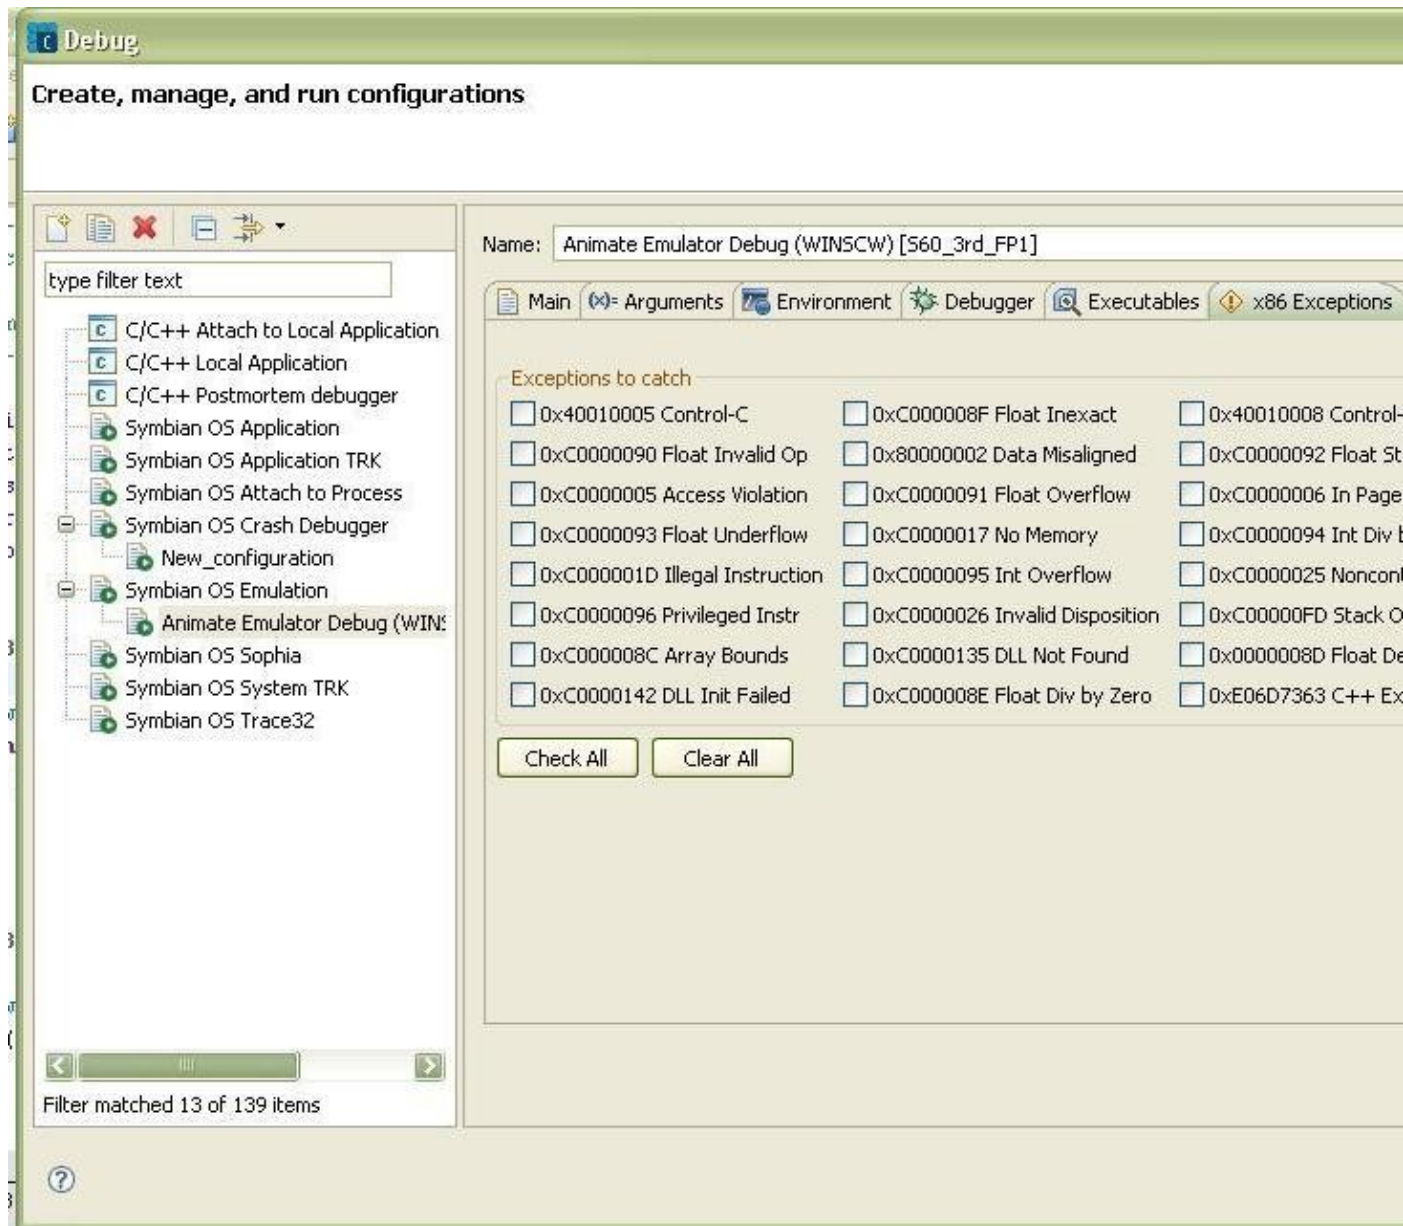 Debug
Create, manage, and run configurations
type filter text
C/C++ Attach to Local Application
C/C++ Local Application
C/C++ Postmortem debugger
Symbian OS Application
Symbian OS Application TRK
Symbian OS Attach to Process
Symbian OS Crash Debugger
New_configuration
Symbian OS Emulation
Animate Emulator Debug (WINS
Symbian OS Sophia
Symbian OS System TRK
Symbian OS Trace32
Filter matched 13 of 139 items
Name: Animate Emulator Debug (WINSCW) [S60_3rd_FP1]
Main (x)= Arguments Environment Debugger Executables x86 Exceptions
Exceptions to catch
0x40010005 Control-C 0xC000008F Float Inexact 0x40010008 Control-
0xC0000090 Float Invalid Op 0x80000002 Data Misaligned 0xC0000092 Float St
0xC0000005 Access Violation 0xC0000091 Float Overflow 0xC0000006 In Page
0xC0000093 Float Underflow 0xC0000017 No Memory 0xC0000094 Int Div b
0xC000001D Illegal Instruction 0xC0000095 Int Overflow 0xC0000025 Noncont
0xC0000096 Privileged Instr 0xC0000026 Invalid Disposition 0xC00000FD Stack O
0xC000008C Array Bounds 0xC0000135 DLL Not Found 0x0000008D Float De
0xC0000142 DLL Init Failed 0xC000008E Float Div by Zero 0xE06D7363 C++ Ex
Check All Clear All